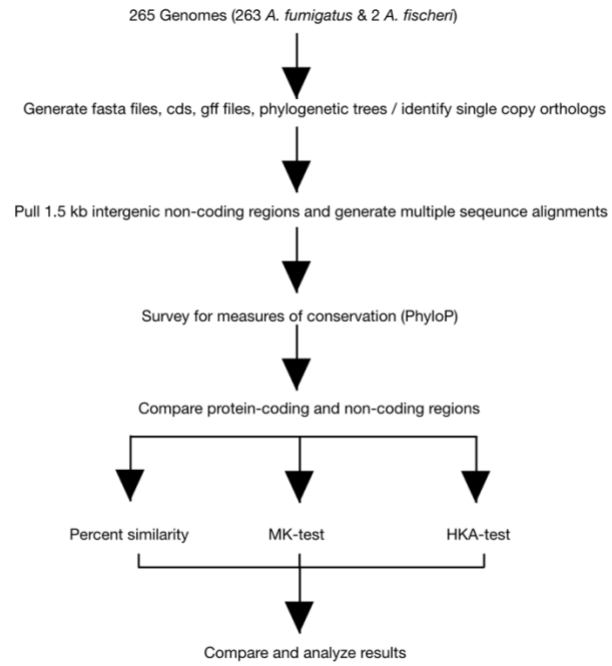 265 Genomes (263 A. fumigatus & 2 A. fischeri)
Generate fasta files, cds, gff files, phylogenetic trees / identify single copy orthologs
Pull 1.5 kb intergenic non-coding regions and generate multiple seqeunce alignments
Survey for measures of conservation (PhyloP)
Compare protein-coding and non-coding regions
Percent similarity
MK-test
HKA-test
Compare and analyze results